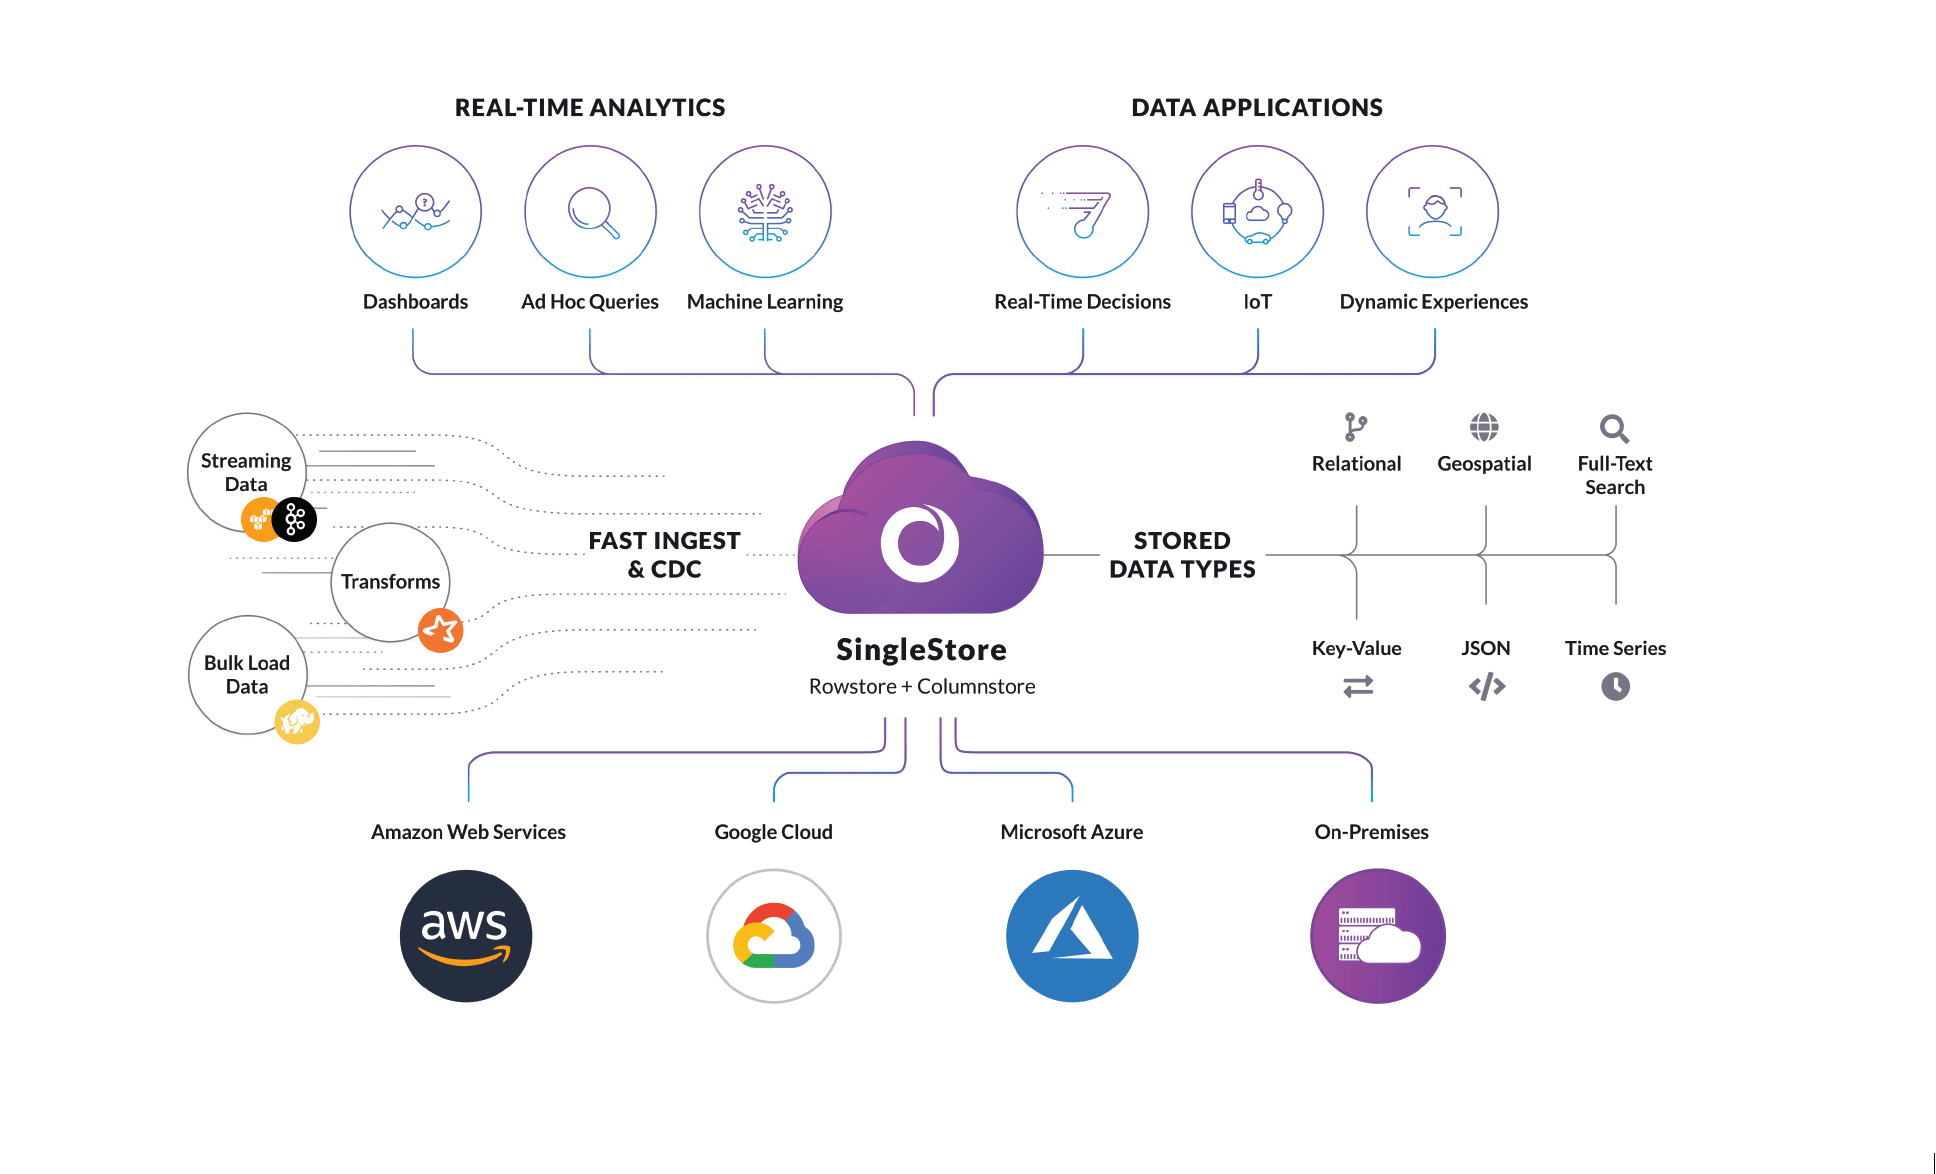 REAL-TIME ANALYTICS
DATA APPLICATIONS
?
Dashboards
Ad Hoc Queries
Machine Learning
Real-Time Decisions
IoT
Dynamic Experiences
Streaming
Data
Transforms
Bulk Load
Data
FAST INGEST
& CDC
SingleStore
Rowstore + Columnstore
STORED
DATA TYPES
Relational
Geospatial
Full-Text
Search
Key-Value
JSON
Time Series
Amazon Web Services
Google Cloud
Microsoft Azure
On-Premises
aws